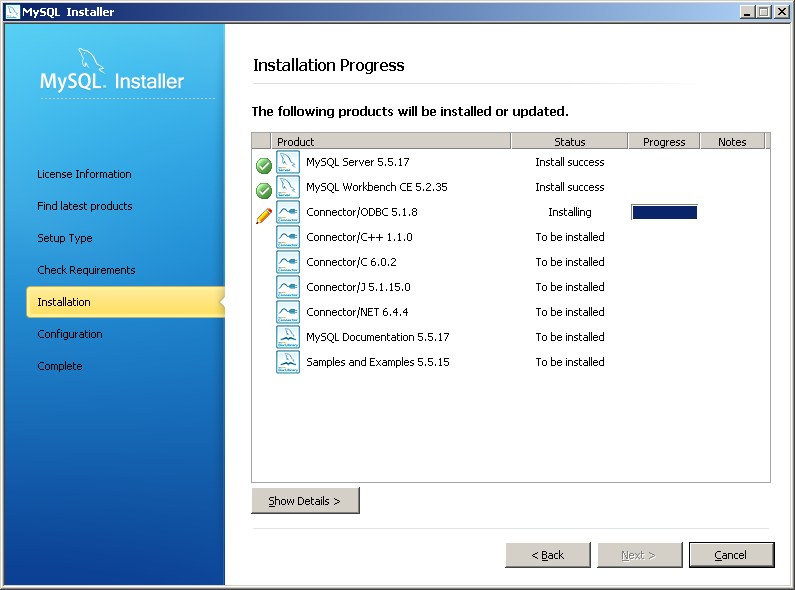 MySQL Installer
MySQL. Installer
License Information
Find latest products
Setup Type
Check Requirements
Installation
Configuration
Complete
Installation Progress
The following products will be installed or updated.
Product Status Progress Notes
MySQL Server 5.5.17 Install success
MySQL Workbench CE 5.2.35 Install success
Connector/ODBC 5.1.8 Installing
Connector/C++ 1.1.0 To be installed
Connector/C 6.0.2 To be installed
Connector/J 5.1.15.0 To be installed
Connector/NET 6.4.4 To be installed
MySQL Documentation 5.5.17 To be installed
Samples and Examples 5.5.15 To be installed
Show Details >
< Back Next > Cancel